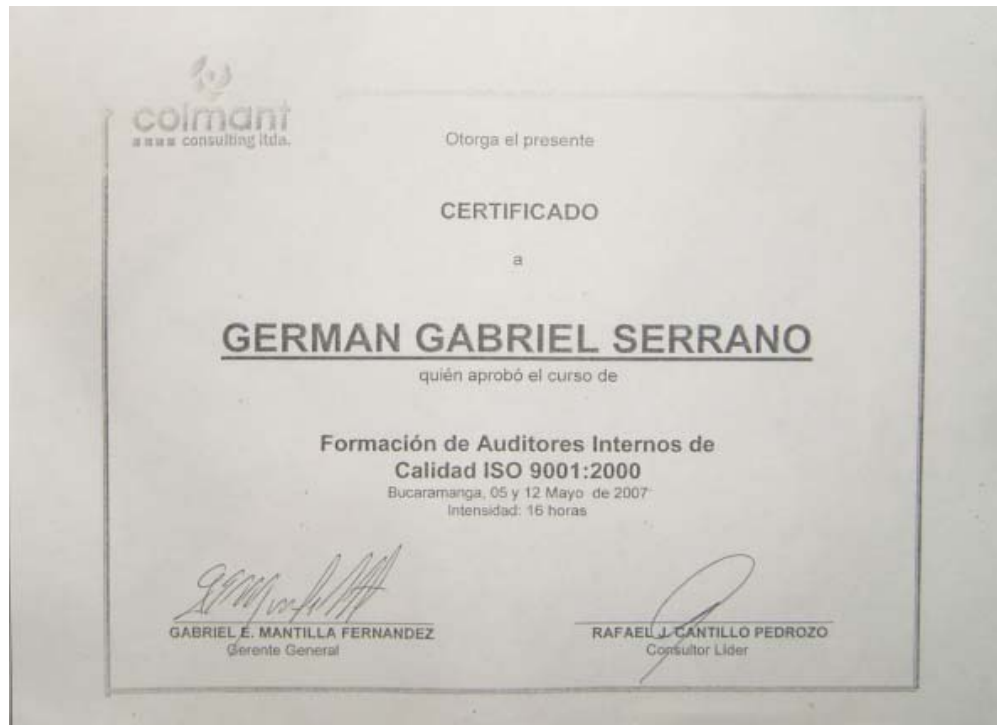 colmant
consulting ltda.
Otorga el presente
CERTIFICADO
a
GERMAN GABRIEL SERRANO
quién aprobó el curso de
Formación de Auditores Internos de
Calidad ISO 9001:2000
Bucaramanga, 05 y 12 Mayo de 2007
Intensidad: 16 horas
GABRIEL E. MANTILLA FERNANDEZ
Gerente General
RAFAEL J. CANTILLO PEDROZO
Consultor Lider